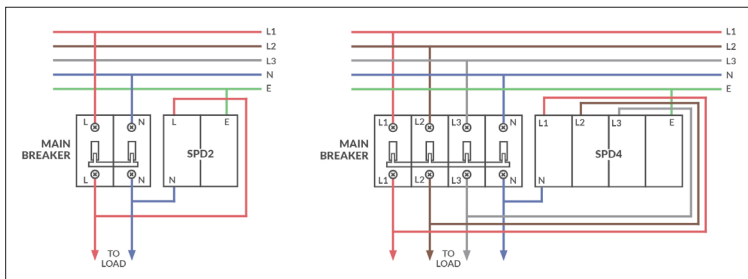 L1
L2
L3
N
E
L N
L E
MAIN
BREAKER
SPD2
L N
N
TO
LOAD
L1
L2
L3
N
E
L1 L2 L3 N
L1 L2 L3 E
MAIN
BREAKER
SPD4
L1 L2 L3 N
N
TO
LOAD